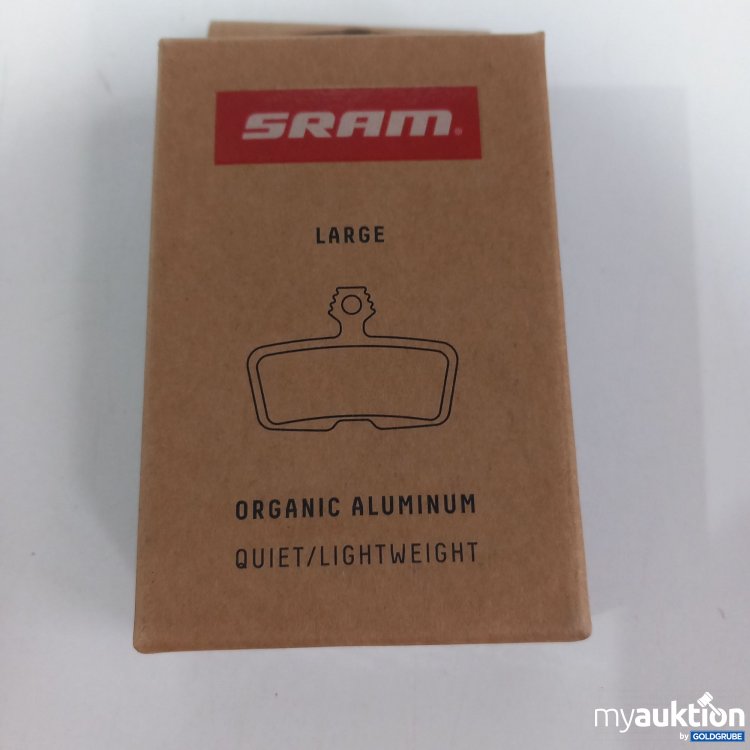 SRAM
LARGE
ORGANIC ALUMINUM
QUIET/LIGHTWEIGHT
myauktion
by GOLDGRUBE